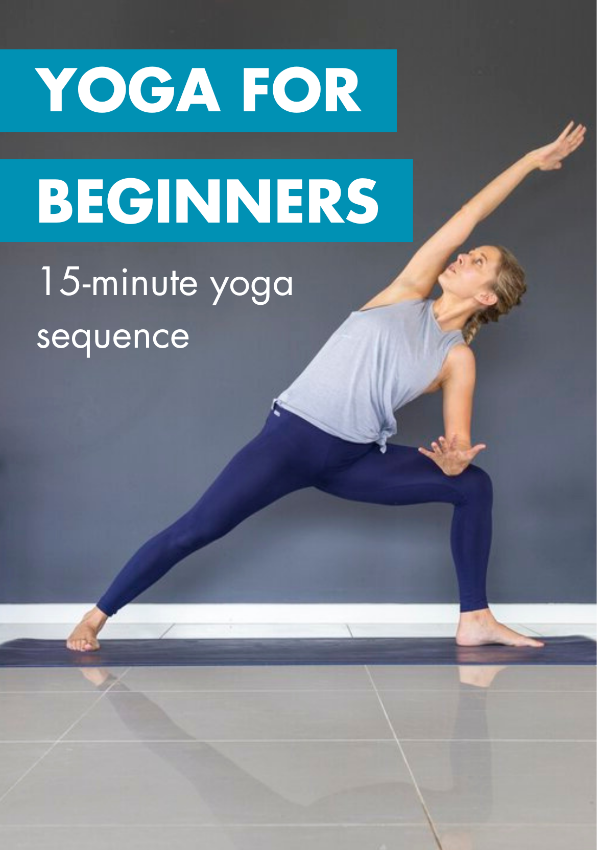 YOGA FOR
BEGINNERS
15-minute yoga
sequence